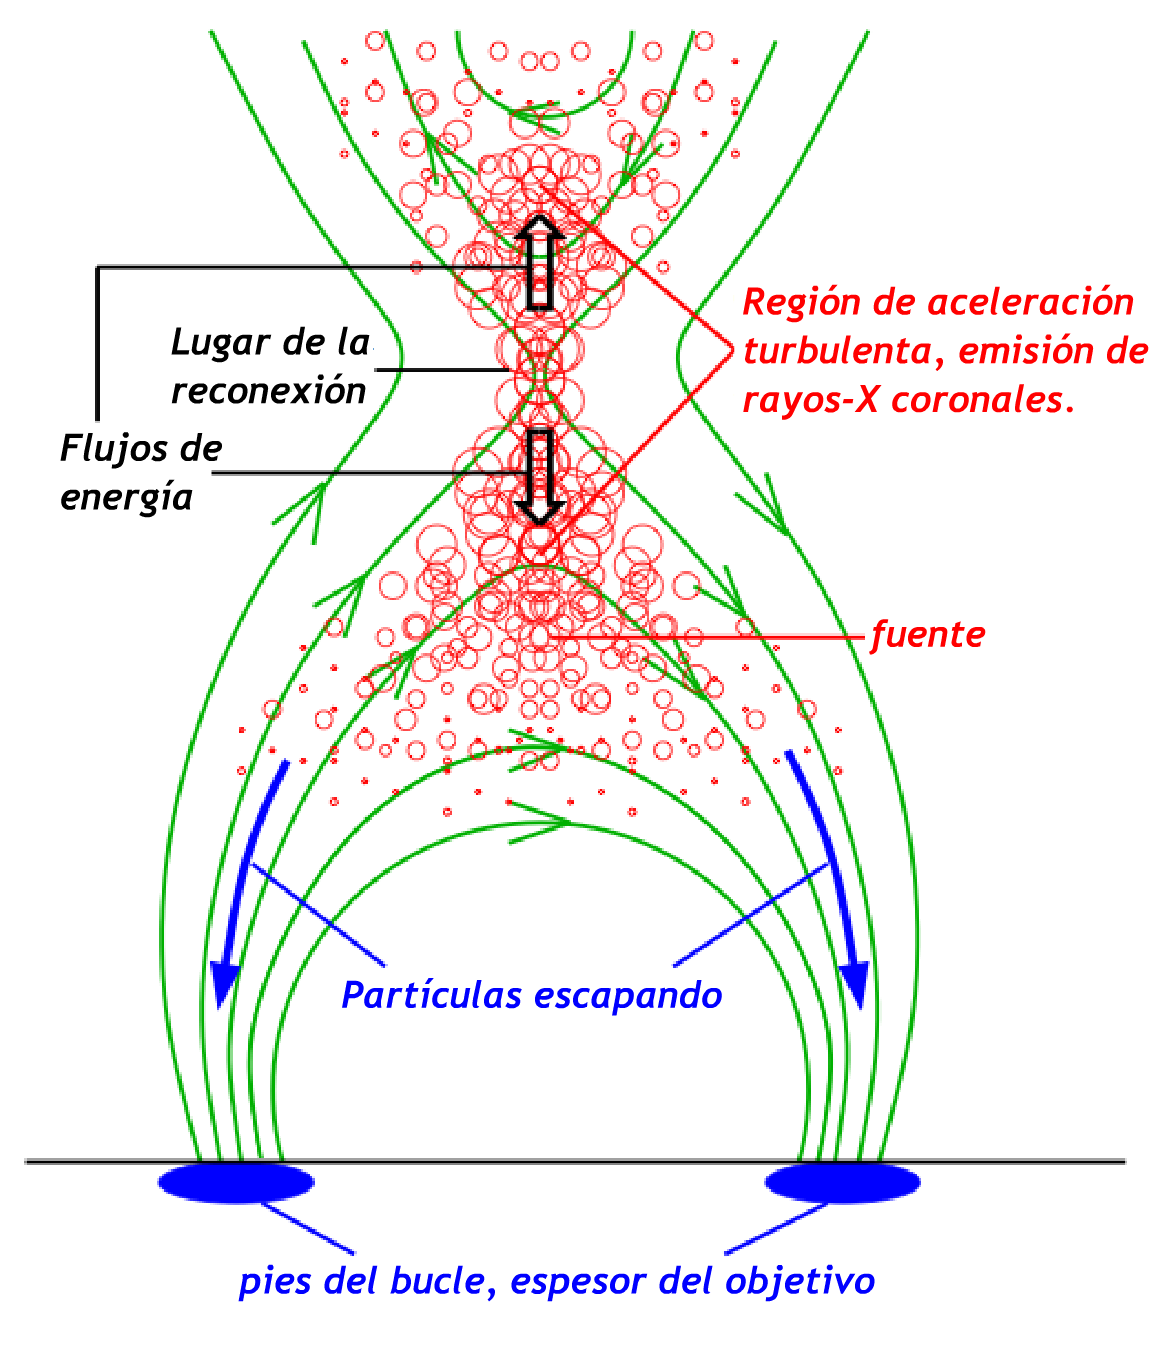 Región de aceleración
turbulenta, emisión de
rayos-X coronales.
Lugar de la
reconexión
Flujos de
energía
fuente
Partículas escapando
pies del bucle, espesor del objetivo